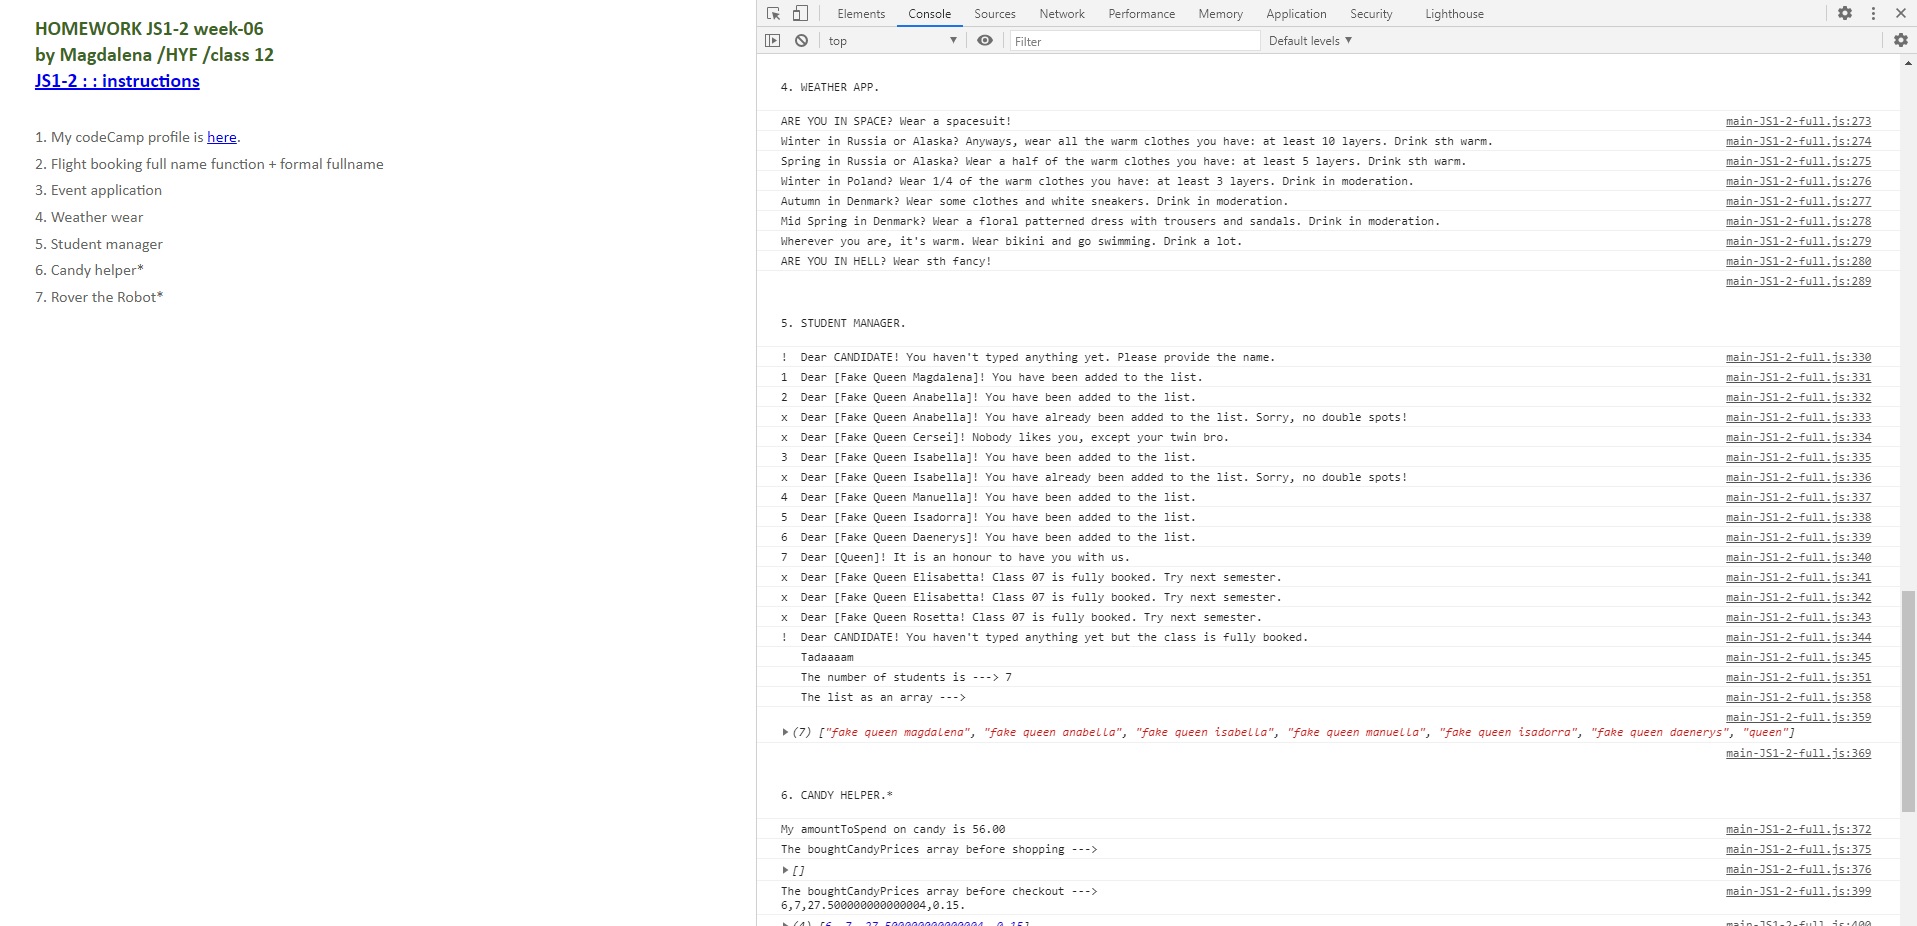 HOMEWORK JS1-2 week-06
by Magdalena /HYF /class 12
JS1-2 : : instructions
1. My codeCamp profile is here.
2. Flight booking full name function + formal fullname
3. Event application
4. Weather wear
5. Student manager
6. Candy helper*
7. Rover the Robot*
Elements Console Sources Network Performance Memory Application Security Lighthouse
top Filter Default levels
4. WEATHER APP.
ARE YOU IN SPACE? Wear a spacesuit! main-JS1-2-full.js:273
Winter in Russia or Alaska? Anyways, wear all the warm clothes you have: at least 10 layers. Drink sth warm. main-JS1-2-full.js:274
Spring in Russia or Alaska? Wear a half of the warm clothes you have: at least 5 layers. Drink sth warm. main-JS1-2-full.js:275
Winter in Poland? Wear 1/4 of the warm clothes you have: at least 3 layers. Drink in moderation. main-JS1-2-full.js:276
Autumn in Denmark? Wear some clothes and white sneakers. Drink in moderation. main-JS1-2-full.js:277
Mid Spring in Denmark? Wear a floral patterned dress with trousers and sandals. Drink in moderation. main-JS1-2-full.js:278
Wherever you are, it's warm. Wear bikini and go swimming. Drink a lot. main-JS1-2-full.js:279
ARE YOU IN HELL? Wear sth fancy! main-JS1-2-full.js:280
main-JS1-2-full.js:289
5. STUDENT MANAGER.
! Dear CANDIDATE! You haven't typed anything yet. Please provide the name. main-JS1-2-full.js:330
1 Dear [Fake Queen Magdalena]! You have been added to the list. main-JS1-2-full.js:331
2 Dear [Fake Queen Anabella]! You have been added to the list. main-JS1-2-full.js:332
x Dear [Fake Queen Anabella]! You have already been added to the list. Sorry, no double spots! main-JS1-2-full.js:333
x Dear [Fake Queen Cersei]! Nobody likes you, except your twin bro. main-JS1-2-full.js:334
3 Dear [Fake Queen Isabella]! You have been added to the list. main-JS1-2-full.js:335
x Dear [Fake Queen Isabella]! You have already been added to the list. Sorry, no double spots! main-JS1-2-full.js:336
4 Dear [Fake Queen Manuella]! You have been added to the list. main-JS1-2-full.js:337
5 Dear [Fake Queen Isadorra]! You have been added to the list. main-JS1-2-full.js:338
6 Dear [Fake Queen Daenerys]! You have been added to the list. main-JS1-2-full.js:339
7 Dear [Queen]! It is an honour to have you with us. main-JS1-2-full.js:340
x Dear [Fake Queen Elisabetta! Class 07 is fully booked. Try next semester. main-JS1-2-full.js:341
x Dear [Fake Queen Elisabetta! Class 07 is fully booked. Try next semester. main-JS1-2-full.js:342
x Dear [Fake Queen Rosetta! Class 07 is fully booked. Try next semester. main-JS1-2-full.js:343
! Dear CANDIDATE! You haven't typed anything yet but the class is fully booked. main-JS1-2-full.js:344
Tadaaaam main-JS1-2-full.js:345
The number of students is ---> 7 main-JS1-2-full.js:351
The list as an array ---> main-JS1-2-full.js:358
main-JS1-2-full.js:359
(7) ["fake queen magdalena", "fake queen anabella", "fake queen isabella", "fake queen manuella", "fake queen isadorra", "fake queen daenerys", "queen"]
main-JS1-2-full.js:369
6. CANDY HELPER.*
My amountToSpend on candy is 56.00 main-JS1-2-full.js:372
The boughtCandyPrices array before shopping ---> main-JS1-2-full.js:375
[] main-JS1-2-full.js:376
The boughtCandyPrices array before checkout ---> main-JS1-2-full.js:399
6,7,27.500000000000004,0.15.
(4) [6, 7, 27.500000000000004, 0.15] main-JS1-2-full.js:400